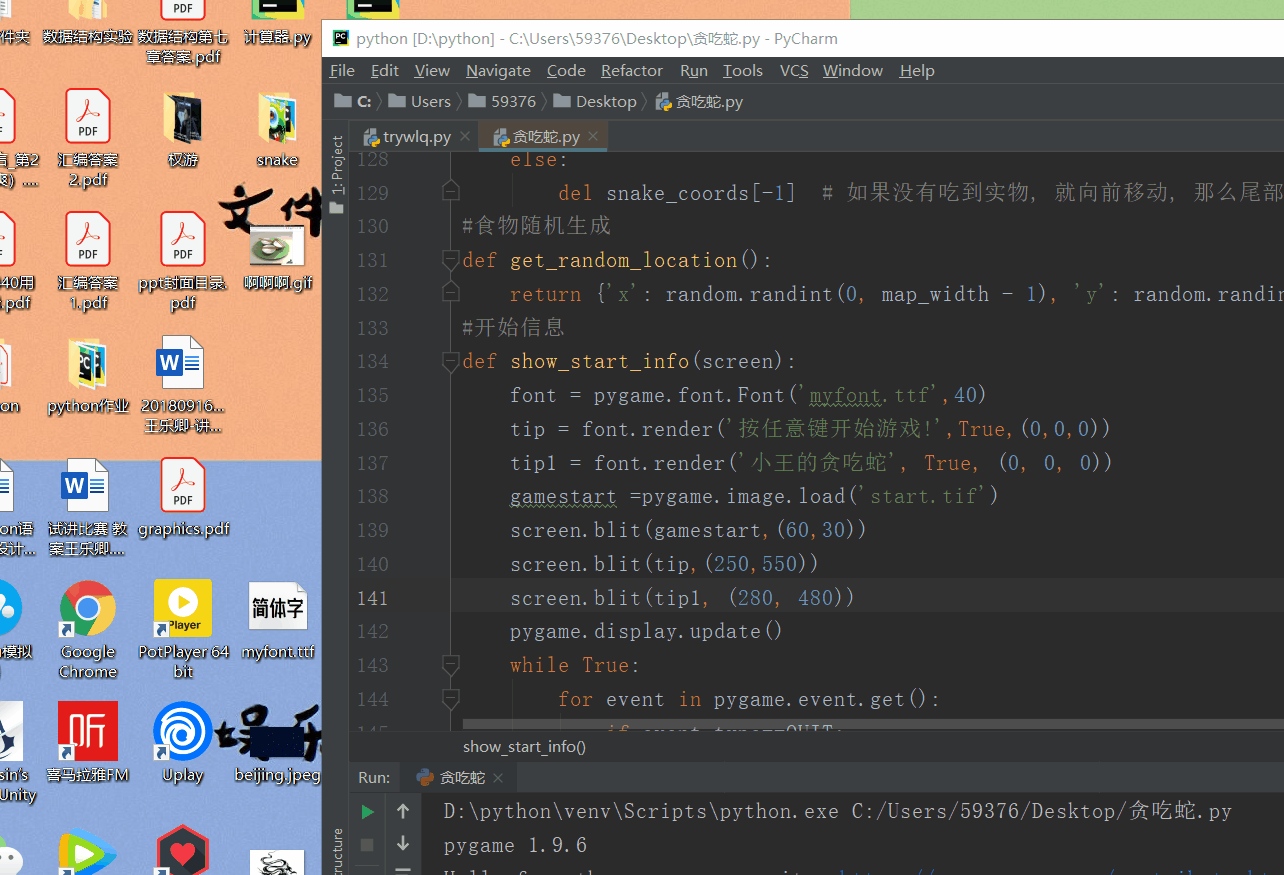 件夹
数据结构实验
数据结构第七
章答案.pdf
计算器.py
汇编答案
2.pdf
权游
snake
文件
40用
.pdf
汇编答案
1.pdf
ppt封面目录.
pdf
啊啊啊.gif
on
python作业
20180916...
王乐卿-讲...
试讲比赛 教
案王乐卿....
graphics.pdf
Google
Chrome
PotPlayer 64
bit
简体字
myfont.ttf
sin's
Unity
听
喜马拉雅FM
Uplay
娱乐
beijing.jpeg
python [D:\python] - C:\Users\59376\Desktop\贪吃蛇.py - PyCharm
File Edit View Navigate Code Refactor Run Tools VCS Window Help
C: Users 59376 Desktop 贪吃蛇.py
1: Project
trywlq.py 贪吃蛇.py
128 else:
129 del snake_coords[-1] # 如果没有吃到实物, 就向前移动, 那么尾部
130 #食物随机生成
131 def get_random_location():
132 return {'x': random.randint(0, map_width - 1), 'y': random.randin
133 #开始信息
134 def show_start_info(screen):
135 font = pygame.font.Font('myfont.ttf',40)
136 tip = font.render('按任意键开始游戏!',True,(0,0,0))
137 tip1 = font.render('小王的贪吃蛇', True, (0, 0, 0))
138 gamestart =pygame.image.load('start.tif')
139 screen.blit(gamestart,(60,30))
140 screen.blit(tip,(250,550))
141 screen.blit(tip1, (280, 480))
142 pygame.display.update()
143 while True:
144 for event in pygame.event.get():
show_start_info()
Run: 贪吃蛇
D:\python\venv\Scripts\python.exe C:/Users/59376/Desktop/贪吃蛇.py
pygame 1.9.6